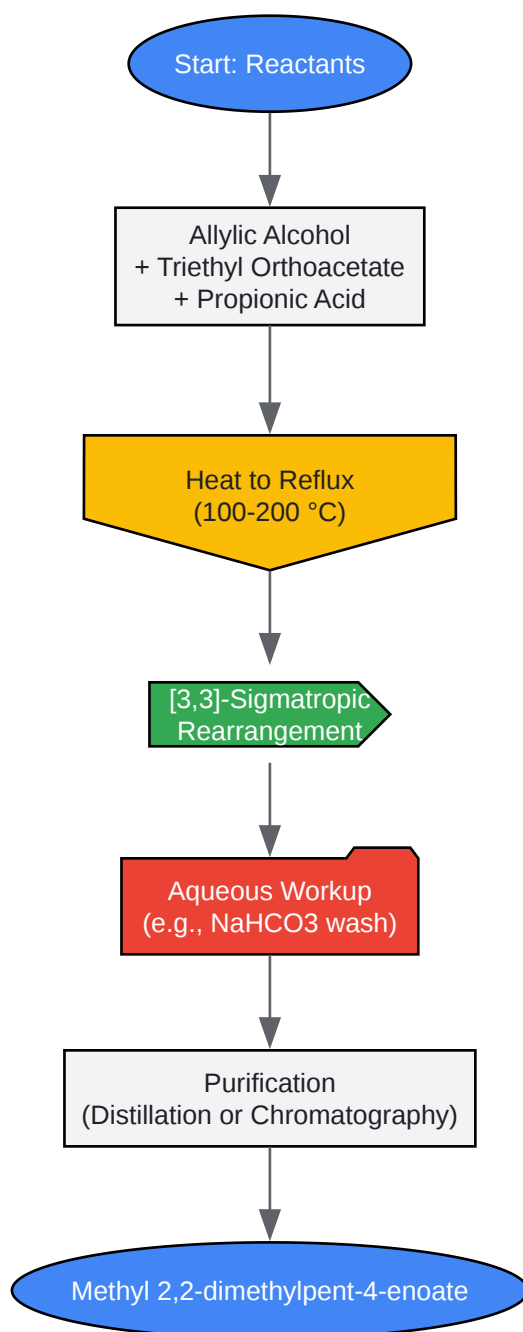 Start: Reactants
Allylic Alcohol
+ Triethyl Orthoacetate
+ Propionic Acid
Heat to Reflux
(100-200 °C)
[3,3]-Sigmatropic
Rearrangement
Aqueous Workup
(e.g., NaHCO3 wash)
Purification
(Distillation or Chromatography)
Methyl 2,2-dimethylpent-4-enoate